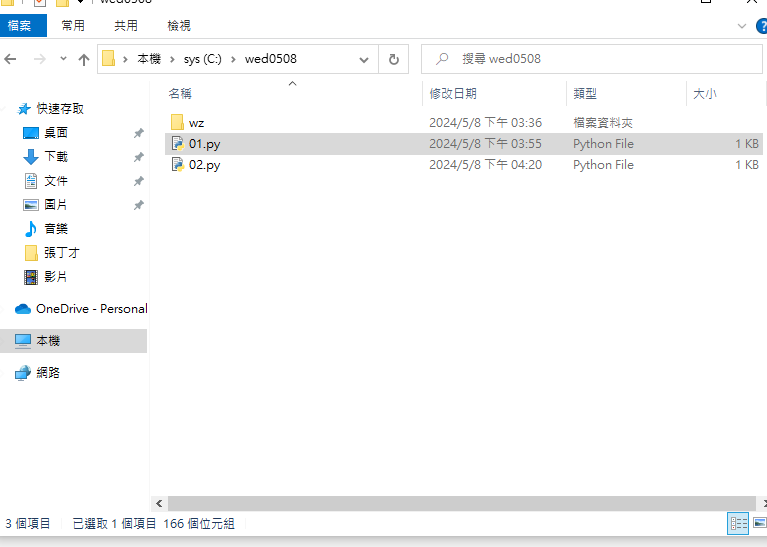 wed0508
檔案 常用 共用 檢視
本機 sys (C:) wed0508 搜尋 wed0508
名稱 修改日期 類型 大小
快速存取
桌面
下載
文件
圖片
音樂
張丁才
影片
OneDrive - Personal
本機
網路
wz 2024/5/8 下午 03:36 檔案資料夾
01.py 2024/5/8 下午 03:55 Python File 1 KB
02.py 2024/5/8 下午 04:20 Python File 1 KB
3 個項目 已選取 1 個項目 166 個位元組